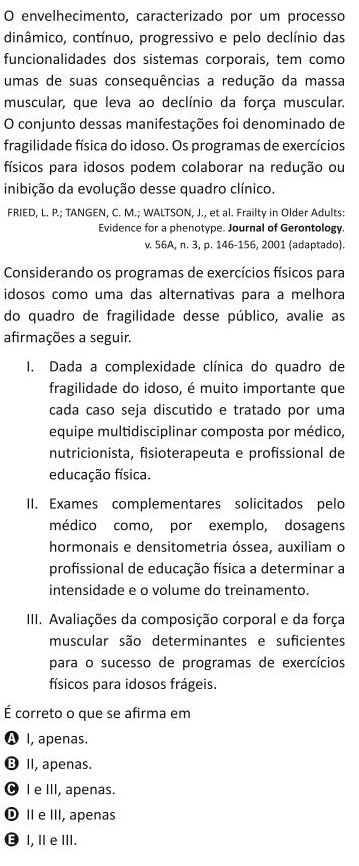 O envelhecimento, caracterizado por um processo
dinâmico, contínuo, progressivo e pelo declínio das
funcionalidades dos sistemas corporais, tem como
umas de suas consequências a redução da massa
muscular, que leva ao declínio da força muscular.
O conjunto dessas manifestações foi denominado de
fragilidade física do idoso. Os programas de exercícios
físicos para idosos podem colaborar na redução ou
inibição da evolução desse quadro clínico.
FRIED, L. P.; TANGEN, C. M.; WALTSON, J., et al. Frailty in Older Adults:
Evidence for a phenotype. Journal of Gerontology.
v. 56A, n. 3, p. 146-156, 2001 (adaptado).
Considerando os programas de exercícios físicos para
idosos como uma das alternativas para a melhora
do quadro de fragilidade desse público, avalie as
afirmações a seguir.
I. Dada a complexidade clínica do quadro de
fragilidade do idoso, é muito importante que
cada caso seja discutido e tratado por uma
equipe multidisciplinar composta por médico,
nutricionista, fisioterapeuta e profissional de
educação física.
II. Exames complementares solicitados pelo
médico como, por exemplo, dosagens
hormonais e densitometria óssea, auxiliam o
profissional de educação física a determinar a
intensidade e o volume do treinamento.
III. Avaliações da composição corporal e da força
muscular são determinantes e suficientes
para o sucesso de programas de exercícios
físicos para idosos frágeis.
É correto o que se afirma em
A I, apenas.
B II, apenas.
C I e III, apenas.
D II e III, apenas
E I, II e III.